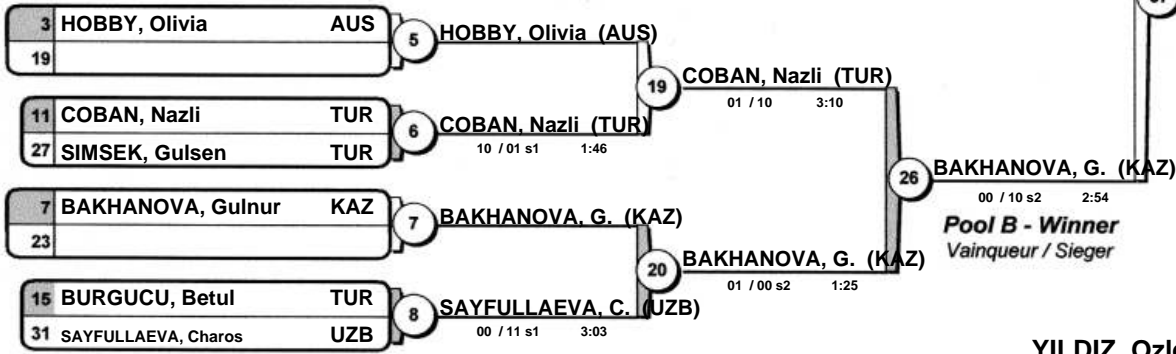 3 HOBBY, Olivia AUS
19
5 HOBBY, Olivia (AUS)
19 COBAN, Nazli (TUR)
01 / 10 3:10
11 COBAN, Nazli TUR
27 SIMSEK, Gulsen TUR
6 COBAN, Nazli (TUR)
10 / 01 s1 1:46
26 BAKHANOVA, G. (KAZ)
00 / 10 s2 2:54
Pool B - Winner
Vainqueur / Sieger
7 BAKHANOVA, Gulnur KAZ
23
7 BAKHANOVA, G. (KAZ)
20 BAKHANOVA, G. (KAZ)
01 / 00 s2 1:25
15 BURGUCU, Betul TUR
31 SAYFULLAEVA, Charos UZB
8 SAYFULLAEVA, C. (UZB)
00 / 11 s1 3:03